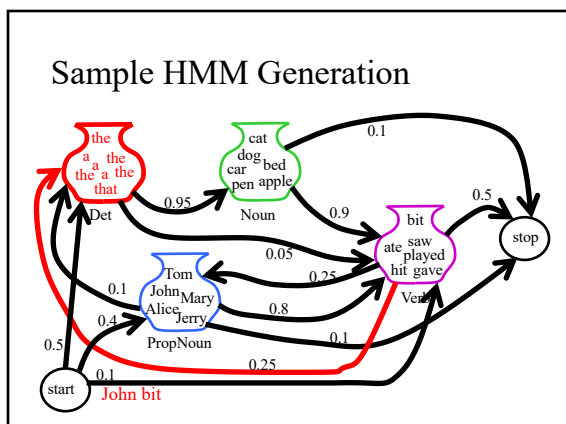 Sample HMM Generation
the
a the
a
the the
that
Det
0.95
cat
dog
car bed
pen apple
Noun
0.1
0.9
0.05
bit
ate saw
played
hit gave
Verb
0.5
stop
0.25
Tom
John Mary
Alice
Jerry
PropNoun
0.1
0.8
0.1
0.4
0.5
0.25
0.1
start
John bit